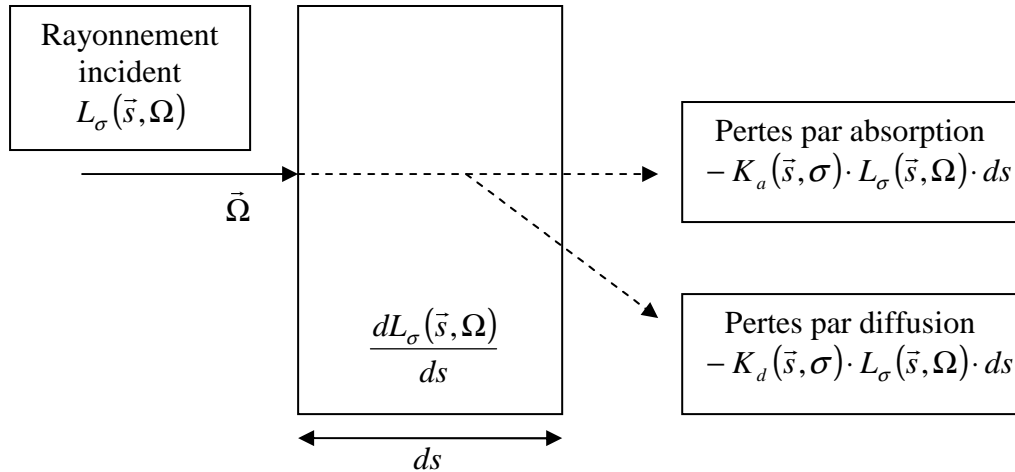 Rayonnement
incident
L_σ(s⃗,Ω)
Ω⃗
Pertes par absorption
− K_a(s⃗,σ)· L_σ(s⃗,Ω)· ds
Pertes par diffusion
− K_d(s⃗,σ)· L_σ(s⃗,Ω)· ds
dL_σ(s⃗,Ω)
ds
ds